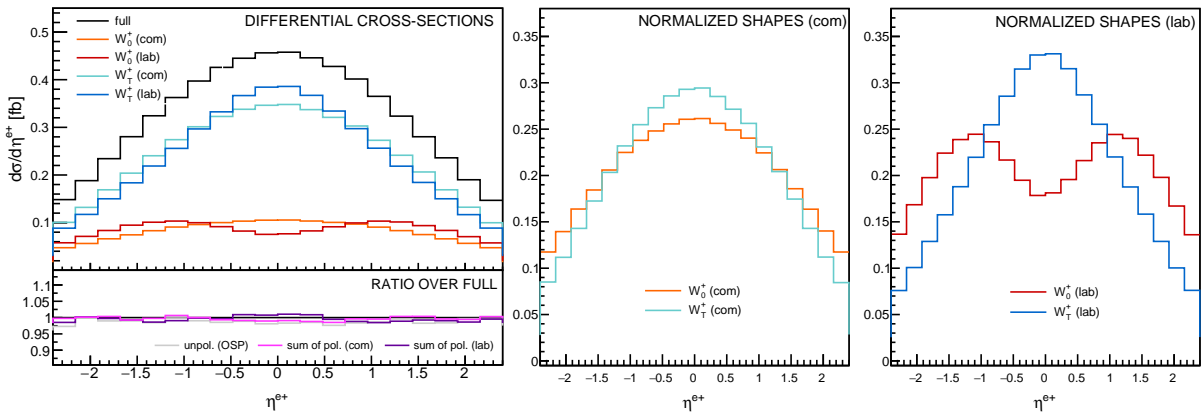 DIFFERENTIAL CROSS-SECTIONS
full
W₀⁺ (com)
W₀⁺ (lab)
W_T⁺ (com)
W_T⁺ (lab)
dσ/dη^{e+} [fb]
0.5
0.4
0.3
0.2
0.1
RATIO OVER FULL
1.1
1.05
1
0.95
0.9
unpol. (OSP) sum of pol. (com) sum of pol. (lab)
−2 −1.5 −1 −0.5 0 0.5 1 1.5 2
η^{e+}
NORMALIZED SHAPES (com)
0.35
0.3
0.25
0.2
0.15
0.1
0.05
W₀⁺ (com)
W_T⁺ (com)
−2 −1.5 −1 −0.5 0 0.5 1 1.5 2
η^{e+}
NORMALIZED SHAPES (lab)
0.35
0.3
0.25
0.2
0.15
0.1
0.05
W₀⁺ (lab)
W_T⁺ (lab)
−2 −1.5 −1 −0.5 0 0.5 1 1.5 2
η^{e+}